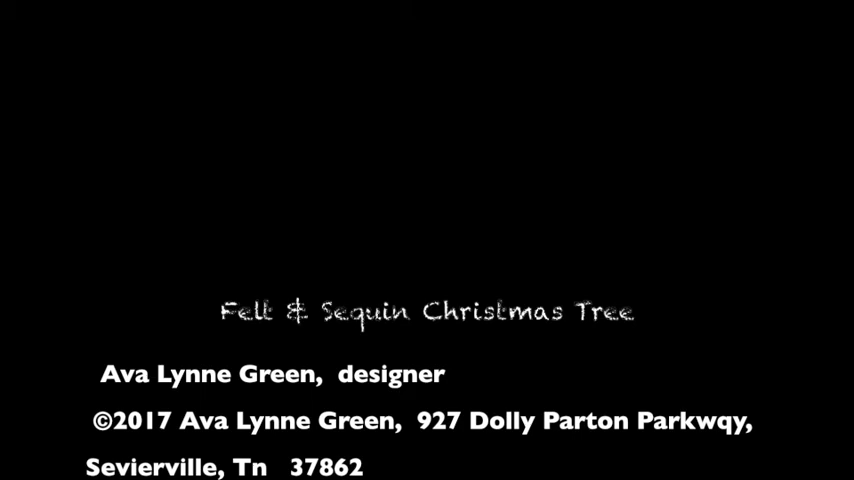 Felt & Sequin Christmas Tree
Ava Lynne Green, designer
©2017 Ava Lynne Green, 927 Dolly Parton Parkwqy,
Sevierville, Tn 37862